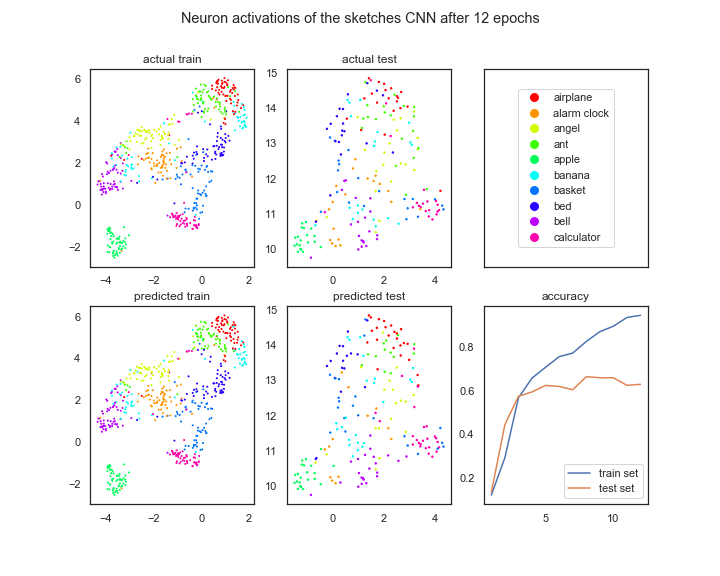 Neuron activations of the sketches CNN after 12 epochs
actual train
6
4
2
0
−2
−4
−2
0
2
actual test
15
14
13
12
11
10
0
2
4
airplane
alarm clock
angel
ant
apple
banana
basket
bed
bell
calculator
predicted train
6
4
2
0
−2
−4
−2
0
2
predicted test
15
14
13
12
11
10
0
2
4
accuracy
0.8
0.6
0.4
0.2
train set
test set
5
10